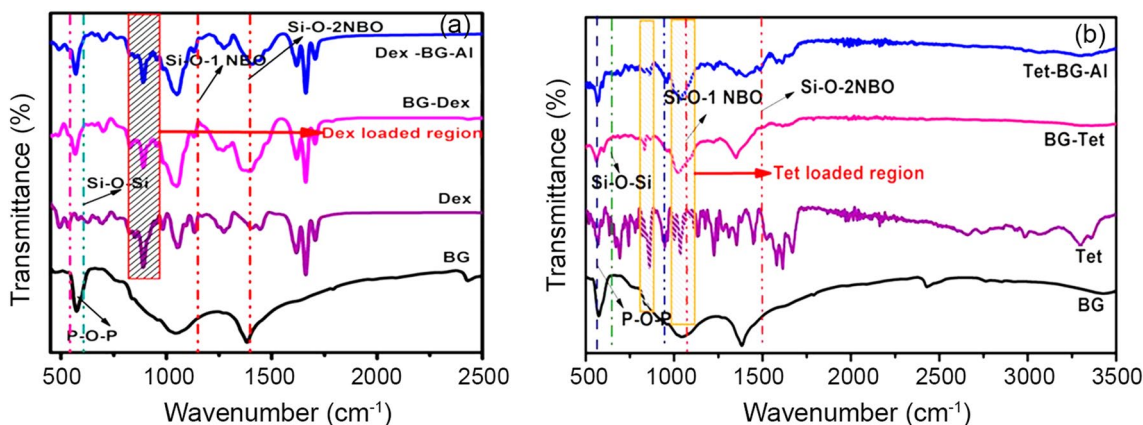 (a)
Si-O-2NBO
Dex -BG-Al
Si-O-1 NBO
BG-Dex
Dex loaded region
Si-O-Si
Dex
BG
P-O-P
Transmittance (%)
500 1000 1500 2000 2500
Wavenumber (cm-1)
(b)
Tet-BG-Al
Si-O-1 NBO
Si-O-2NBO
BG-Tet
Si-O-Si
Tet loaded region
Tet
P-O-P
BG
Transmittance (%)
500 1000 1500 2000 2500 3000 3500
Wavenumber (cm-1)